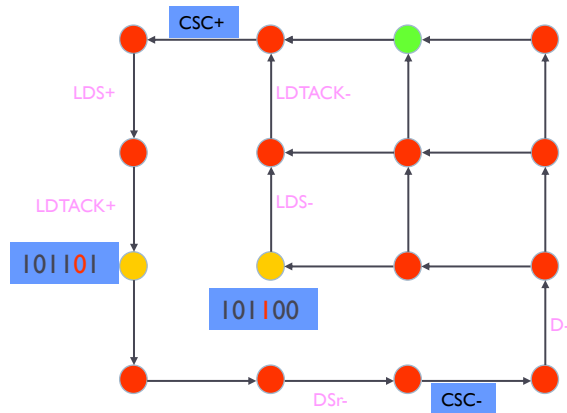 CSC+
LDS+
LDTACK-
LDTACK+
LDS-
101101
101100
D-
DSr-
CSC-